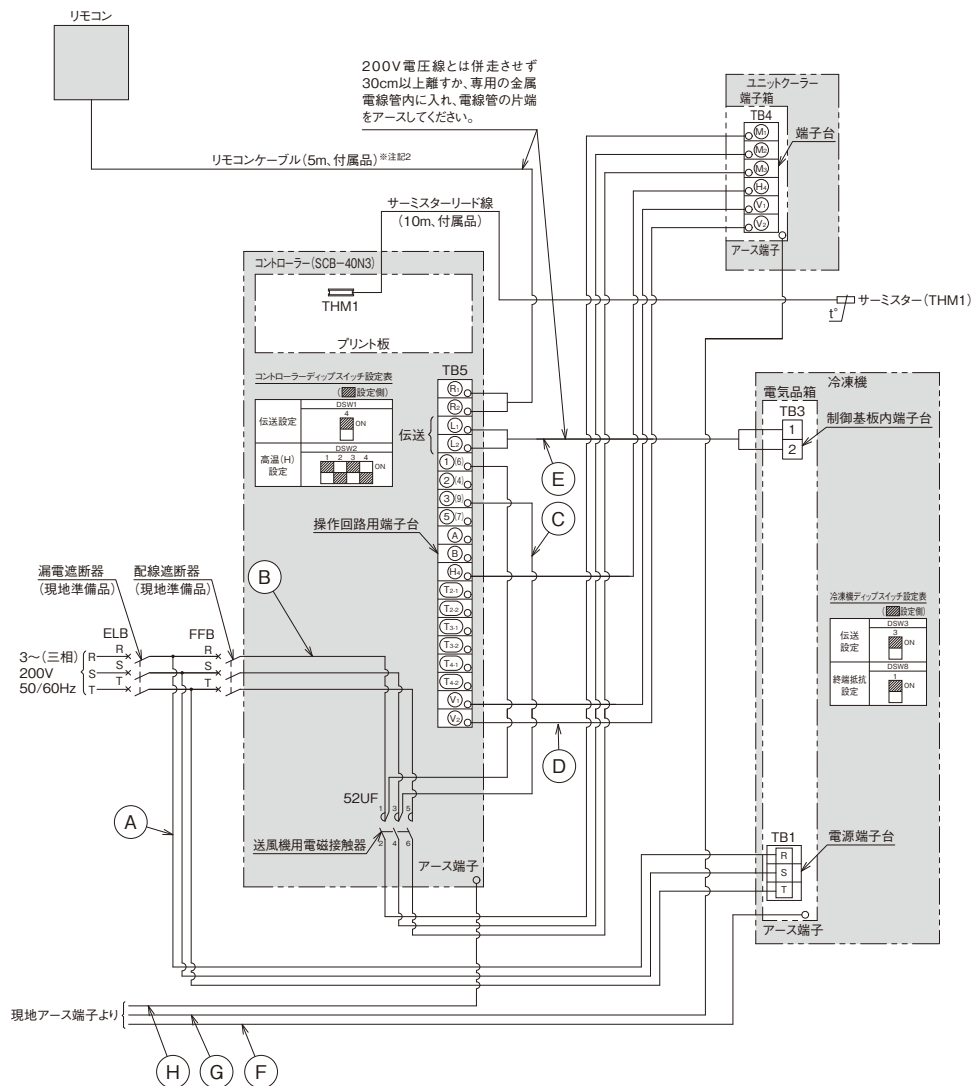 リモコン
200V電圧線とは併走させず
30cm以上離すか、専用の金属
電線管内に入れ、電線管の片端
をアースしてください。
リモコンケーブル(5m、付属品)※注記2
サーミスターリード線
(10m、付属品)
ユニットクーラー
端子箱
TB4
端子台
M1
M2
M3
H4
V1
V2
アース端子
コントローラー(SCB-40N3)
THM1
プリント板
サーミスター(THM1)
t°
コントローラーディップスイッチ設定表
(設定側)
伝送設定
DSW1
4
ON
高温(H)
設定
DSW2
1 2 3 4
ON
TB5
R1
R2
伝送
L1
L2
1(6)
2(4)
3(9)
5(7)
操作回路用端子台
A
B
H4
T2-1
T2-2
T3-1
T3-2
T4-1
T4-2
V1
V2
E
C
冷凍機
電気品箱
TB3
1
2
制御基板内端子台
冷凍機ディップスイッチ設定表
(設定側)
伝送
設定
DSW3
3
ON
終端抵抗
設定
DSW8
1
ON
漏電遮断器
(現地準備品)
配線遮断器
(現地準備品)
B
ELB
FFB
3~(三相)
200V
50/60Hz
R
S
T
R
S
T
R
S
T
D
A
52UF
1 3 5
2 4 6
送風機用電磁接触器
アース端子
TB1
R
S
T
電源端子台
アース端子
現地アース端子より
H
G
F